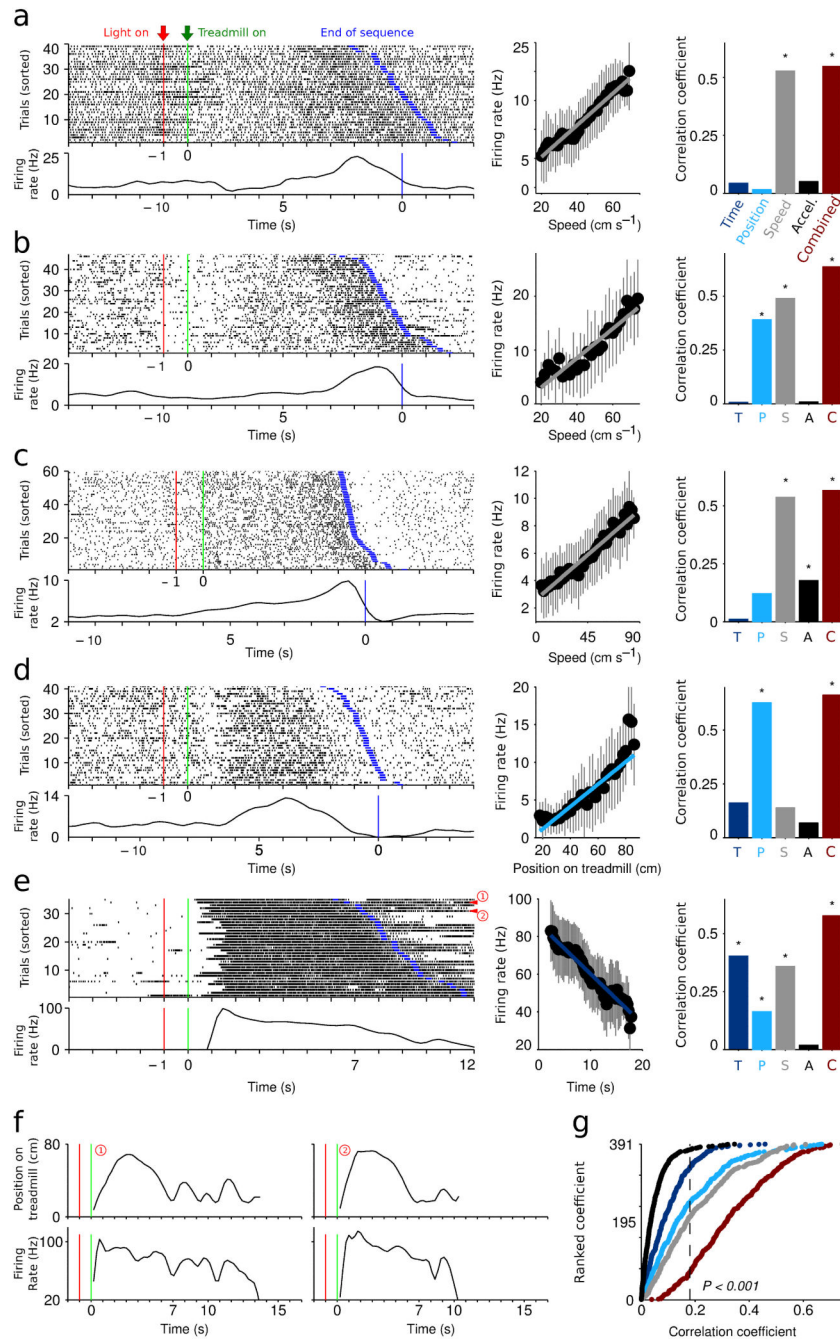 a
Light on
Treadmill on
End of sequence
Trials (sorted)
40
30
20
10
−1
0
Firing rate (Hz)
25
0
−10
5
0
Time (s)
Firing rate (Hz)
25
10
5
0
20
40
60
Speed (cm s⁻¹)
Correlation coefficient
0.5
0.25
0
*
*
Time
Position
Speed
Accel.
Combined
b
Trials (sorted)
40
30
20
10
−1
0
Firing rate (Hz)
20
0
−10
5
0
Time (s)
Firing rate (Hz)
20
10
0
20
40
60
Speed (cm s⁻¹)
Correlation coefficient
0.5
0.25
0
*
*
*
T
P
S
A
C
c
Trials (sorted)
60
40
20
−1
0
Firing rate (Hz)
10
2
−10
5
0
Time (s)
Firing rate (Hz)
12
10
8
6
4
2
0
0
45
90
Speed (cm s⁻¹)
Correlation coefficient
0.5
0.25
0
*
*
*
T
P
S
A
C
d
Trials (sorted)
40
30
20
10
−1
0
Firing rate (Hz)
14
0
−10
5
0
Time (s)
Firing rate (Hz)
20
15
10
5
0
20
40
60
80
Position on treadmill (cm)
Correlation coefficient
0.5
0.25
0
*
*
T
P
S
A
C
e
Trials (sorted)
30
20
10
①
②
Firing rate (Hz)
100
0
−1
0
7
12
Time (s)
Firing rate (Hz)
100
80
60
40
20
0
10
20
Time (s)
Correlation coefficient
0.5
0.25
0
*
*
*
*
T
P
S
A
C
f
Position on treadmill (cm)
80
0
①
②
Firing Rate (Hz)
100
20
0
7
15
Time (s)
0
7
10
15
Time (s)
g
Ranked coefficient
391
195
0
P < 0.001
0
0.2
0.4
0.6
Correlation coefficient